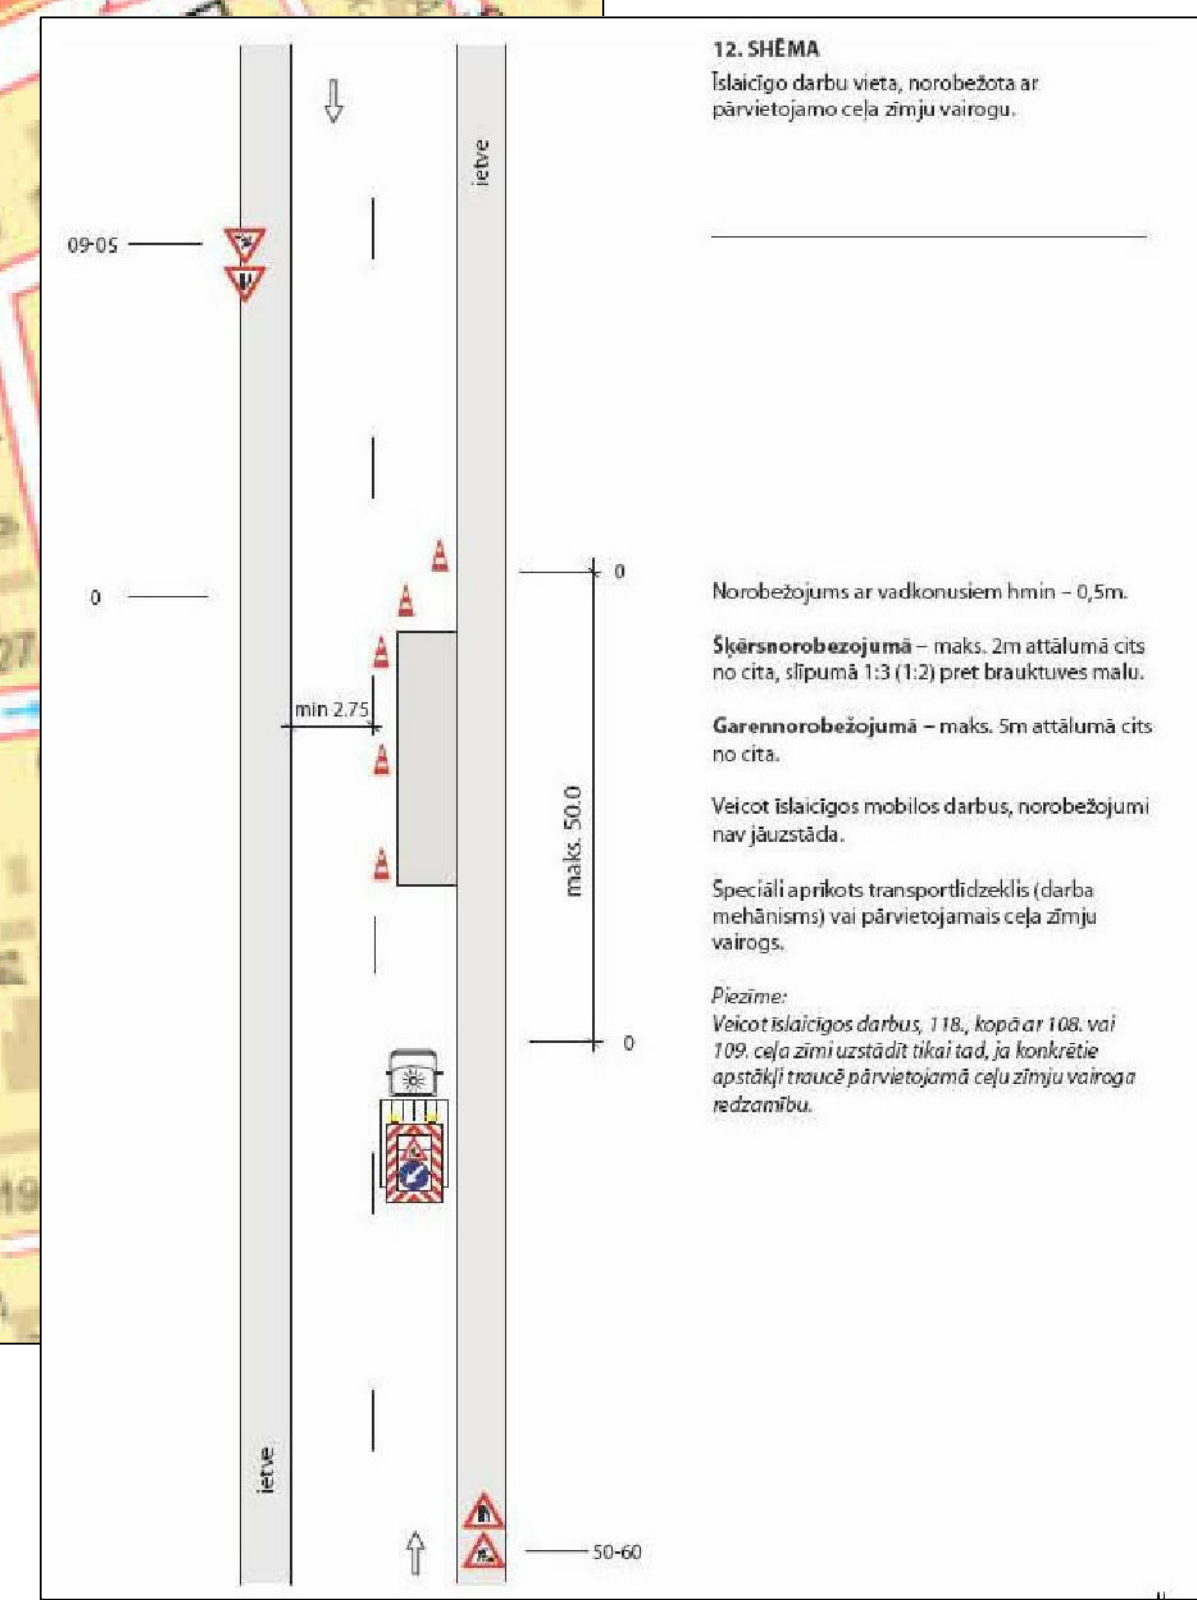 12. SHĒMA
Īslaicīgo darbu vieta, norobežota ar
pārvietojamo ceļa zīmju vairogu.
ietve
09-05
0
0
27
Norobežojums ar vadkonusiem hmin – 0,5m.
Šķērsnorobezojumā – maks. 2m attālumā cits
no cita, slīpumā 1:3 (1:2) pret brauktuves malu.
min 2.75
Garennorobežojumā – maks. 5m attālumā cits
no cita.
maks. 50.0
Veicot īslaicīgos mobilos darbus, norobežojumi
nav jāuzstāda.
Speciāli aprīkots transportlīdzeklis (darba
mehānisms) vai pārvietojamais ceļa zīmju
vairogs.
Piezīme:
Veicot īslaicīgos darbus, 118., kopā ar 108. vai
109. ceļa zīmi uzstādīt tikai tad, ja konkrētie
apstākļi traucē pārvietojamā ceļu zīmju vairoga
redzamību.
0
19
ietve
50-60